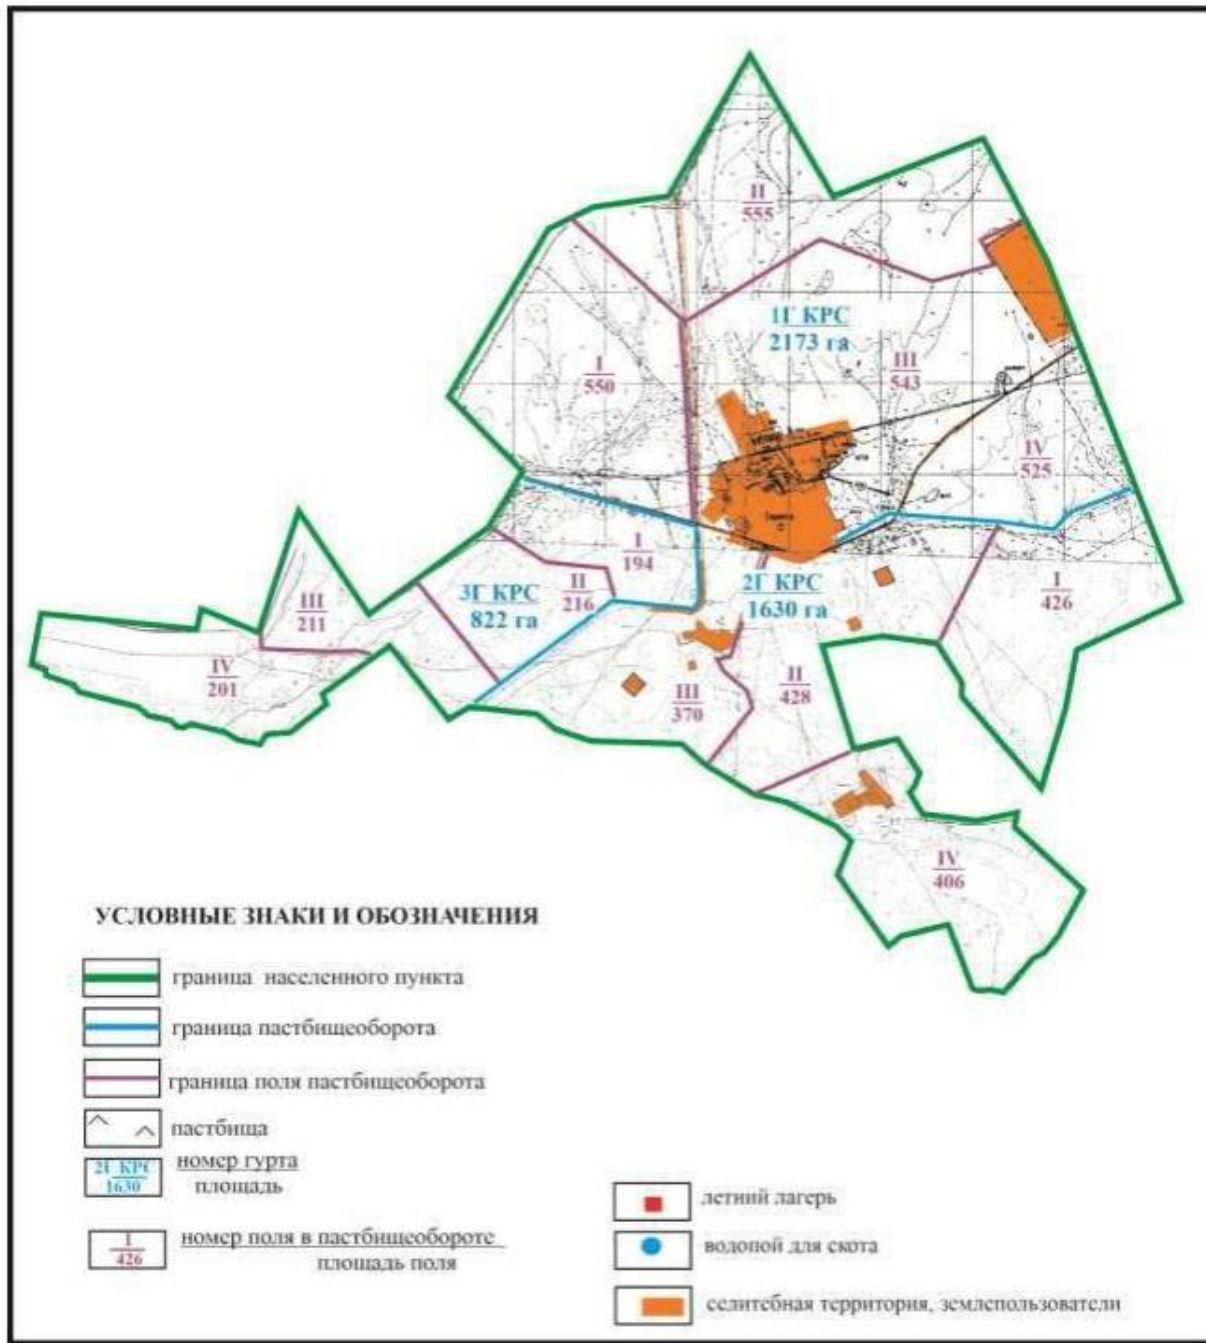 II
555
1Г КРС
2173 га
I
550
III
543
IV
525
I
194
2Г КРС
1630 га
I
426
3Г КРС
822 га
II
216
III
211
IV
201
II
428
III
370
IV
406
УСЛОВНЫЕ ЗНАКИ И ОБОЗНАЧЕНИЯ
граница населенного пункта
граница пастбищеоборота
граница поля пастбищеоборота
пастбища
2Г КРС
1630
номер гурта
площадь
I
426
номер поля в пастбищеобороте
площадь поля
летний лагерь
водопой для скота
селитебная территория, землепользователи